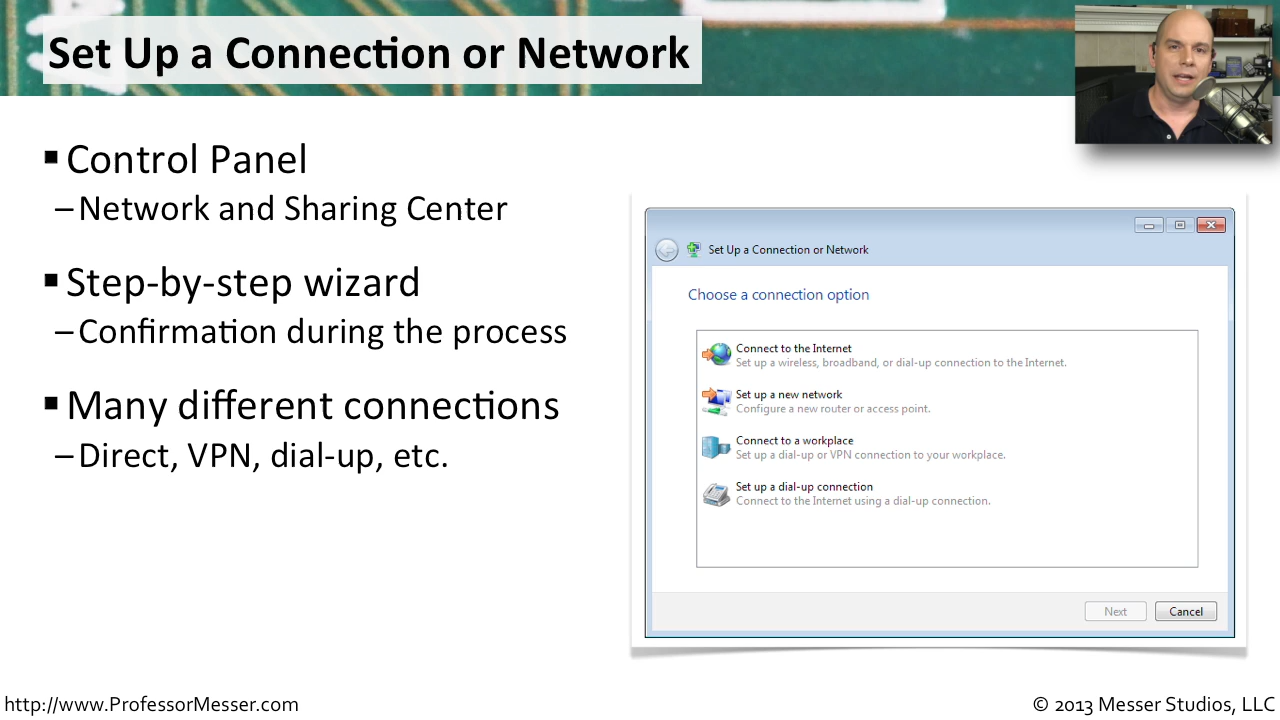 Set Up a Connection or Network
▪ Control Panel
– Network and Sharing Center
▪ Step-by-step wizard
– Confirmation during the process
▪ Many different connections
– Direct, VPN, dial-up, etc.
Set Up a Connection or Network
Choose a connection option
Connect to the Internet
Set up a wireless, broadband, or dial-up connection to the Internet.
Set up a new network
Configure a new router or access point.
Connect to a workplace
Set up a dial-up or VPN connection to your workplace.
Set up a dial-up connection
Connect to the Internet using a dial-up connection.
Next
Cancel
http://www.ProfessorMesser.com
© 2013 Messer Studios, LLC